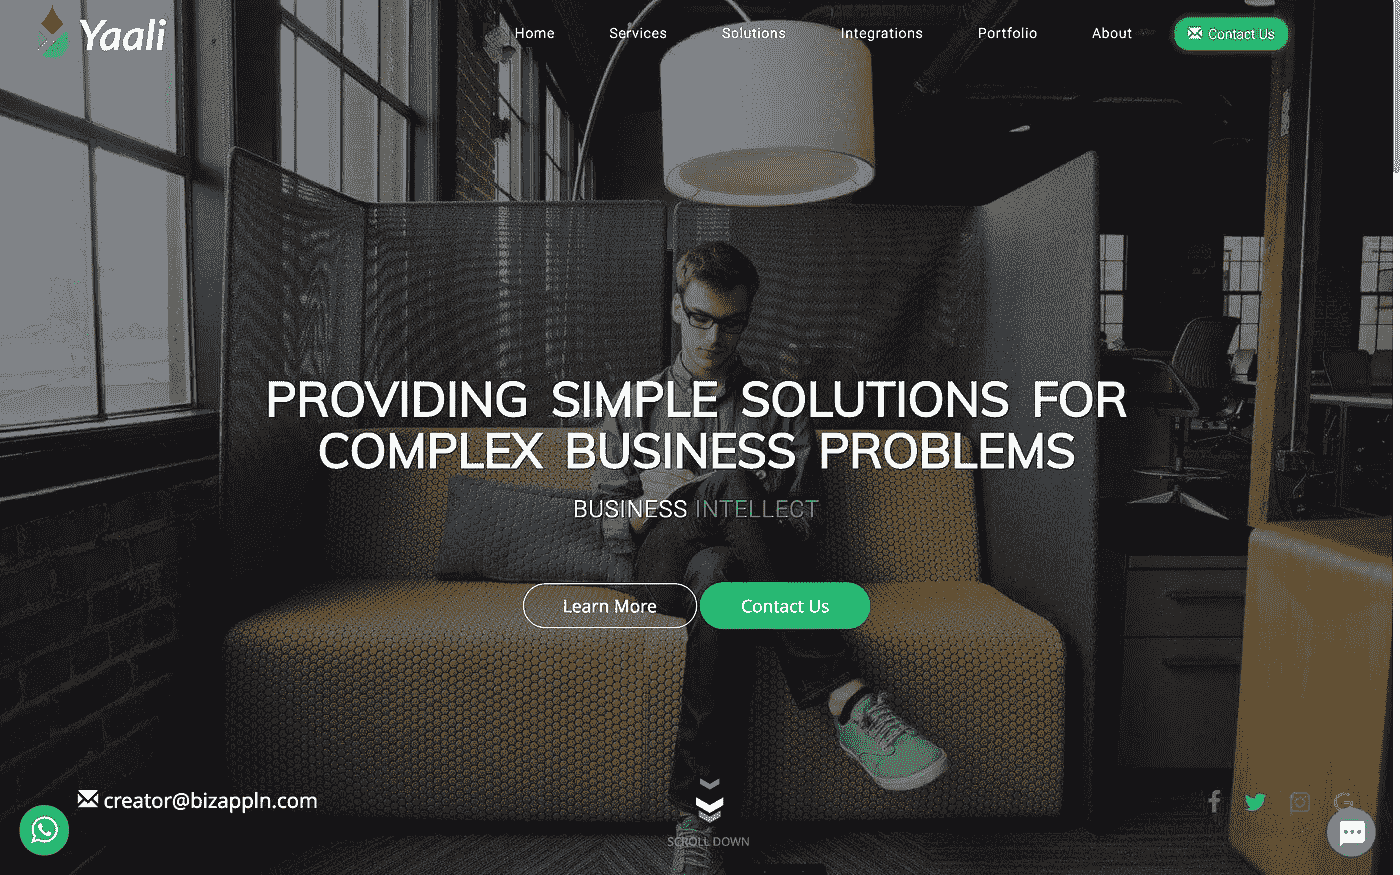 Yaali
Home Services Solutions Integrations Portfolio About Contact Us
PROVIDING SIMPLE SOLUTIONS FOR
COMPLEX BUSINESS PROBLEMS
BUSINESS INTELLECT
Learn More Contact Us
creator@bizappln.com
SCROLL DOWN